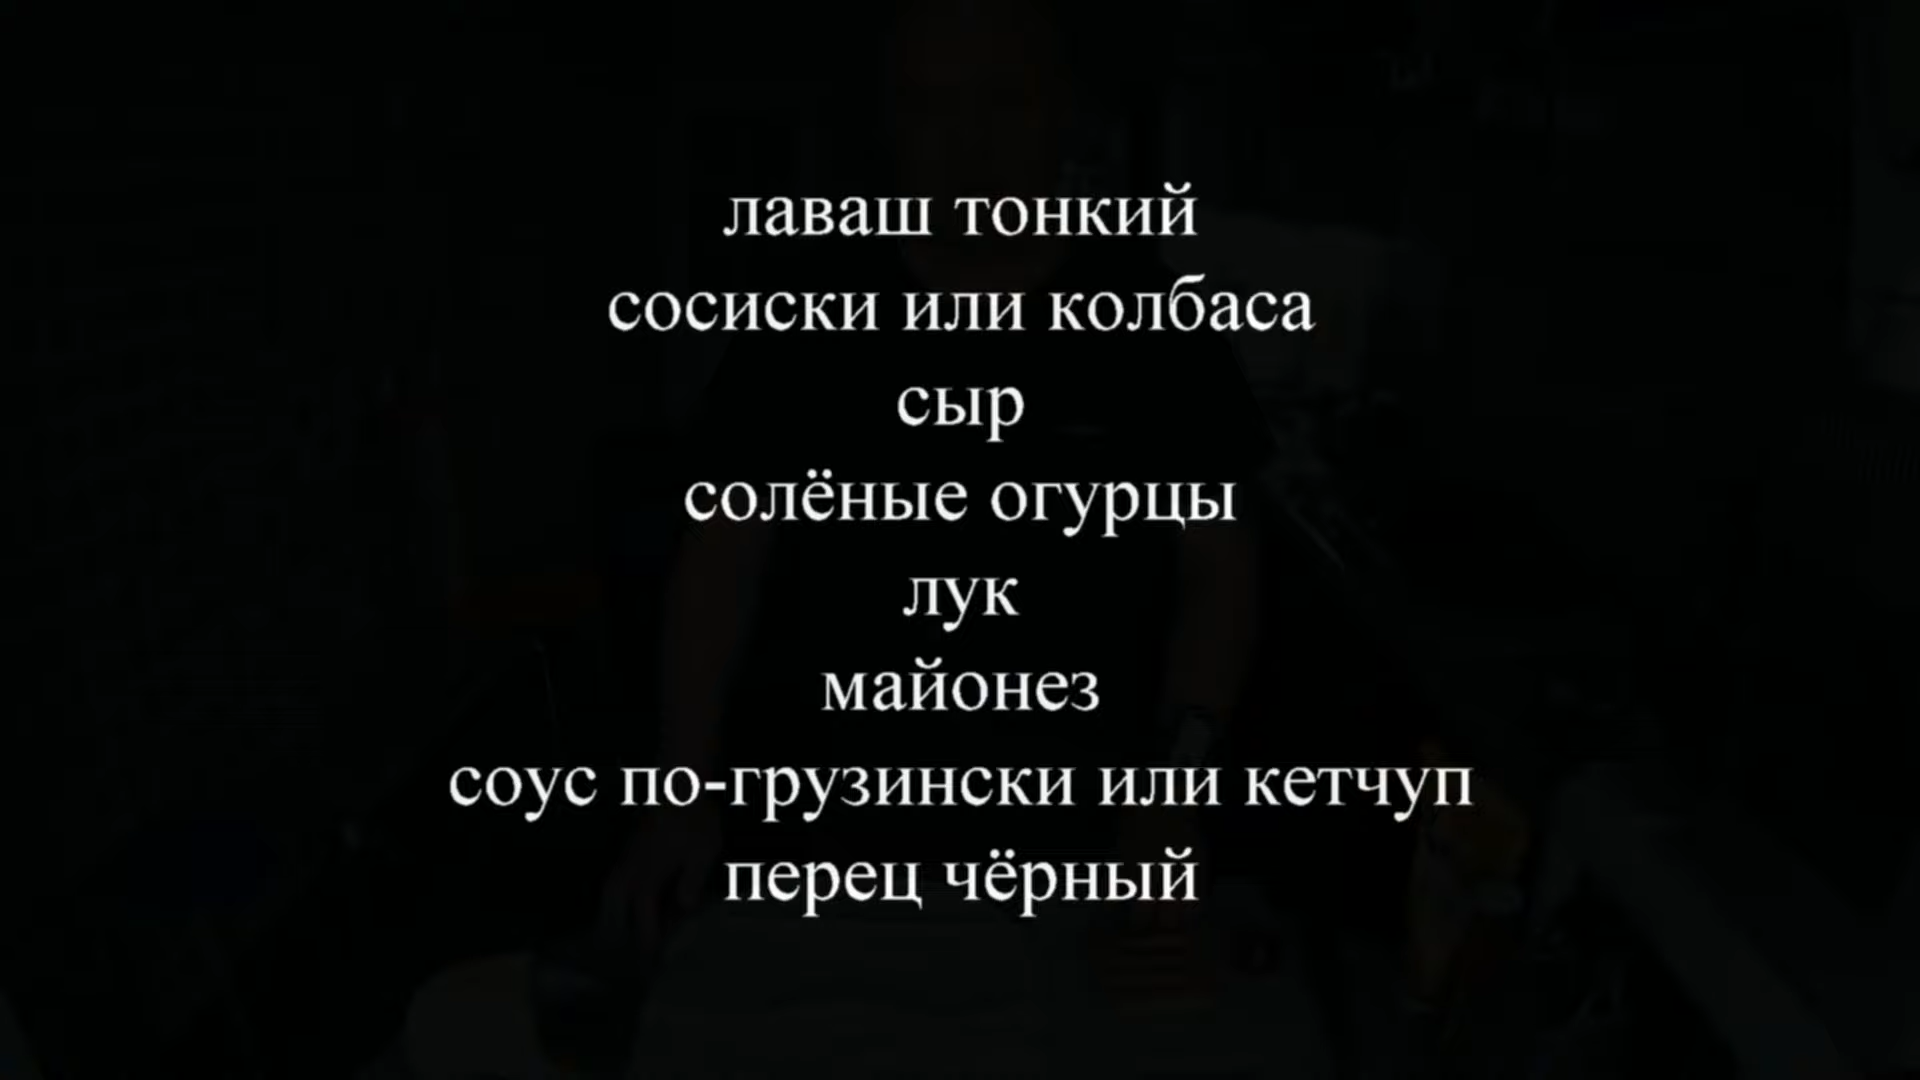 лаваш тонкий
сосиски или колбаса
сыр
солёные огурцы
лук
майонез
соус по-грузински или кетчуп
перец чёрный